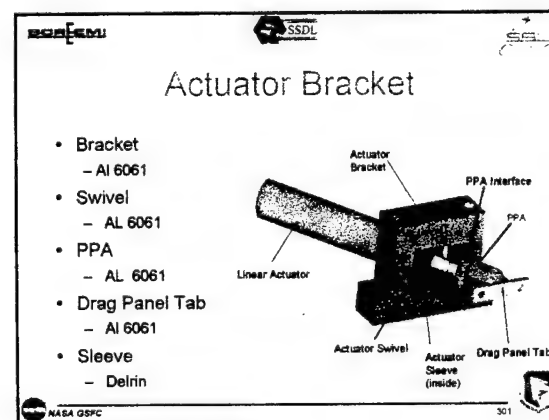 SSDL
Actuator Bracket
• Bracket
– Al 6061
• Swivel
– AL 6061
• PPA
– AL 6061
• Drag Panel Tab
– Al 6061
• Sleeve
– Delrin
Actuator
Bracket
PPA Interface
PPA
Linear Actuator
Actuator Swivel
Actuator
Sleeve
(inside)
Drag Panel Tab
NASA GSFC
301